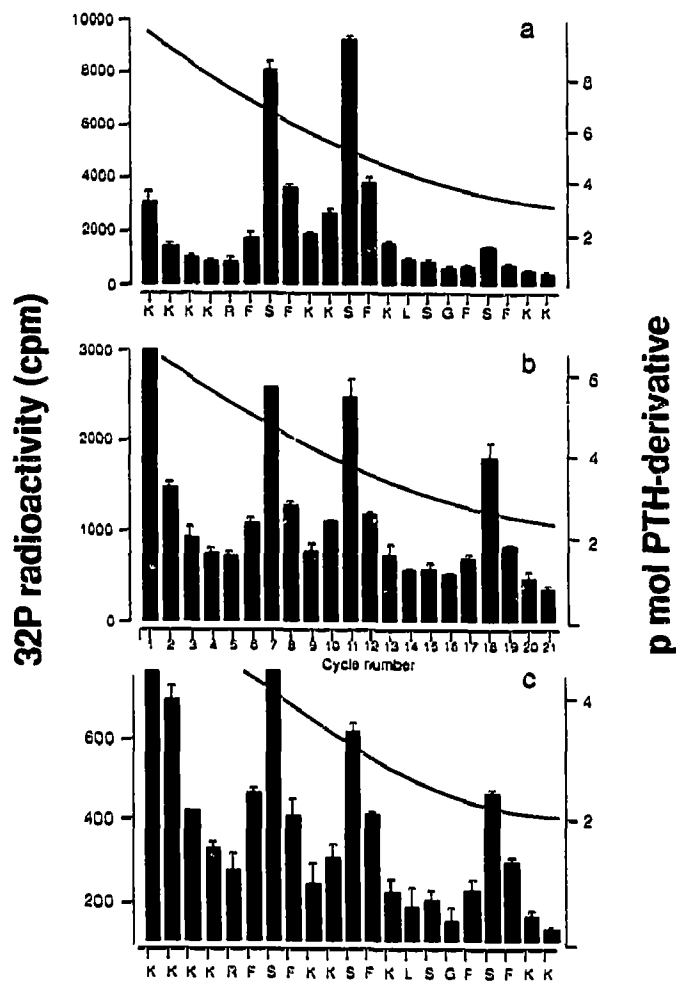 a
10000
8000
6000
4000
2000
0
8
6
4
2
K K K K R F S F K K S F K L S G F S F K K
b
3000
2000
1000
0
6
4
2
1 2 3 4 5 6 7 8 9 10 11 12 13 14 15 16 17 18 19 20 21
Cycle number
c
600
400
200
4
2
K K K K R F S F K K S F K L S G F S F K K
32P radioactivity (cpm)
p mol PTH-derivative